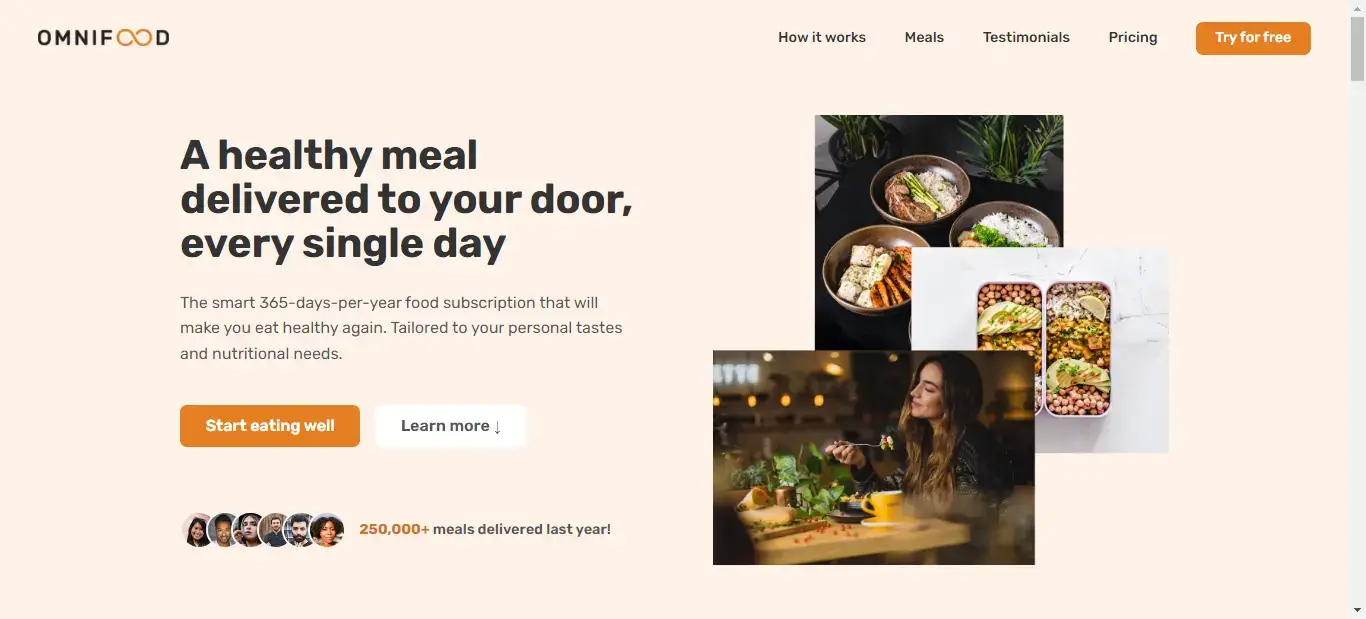 OMNIFOOD
How it works
Meals
Testimonials
Pricing
Try for free
A healthy meal
delivered to your door,
every single day
The smart 365-days-per-year food subscription that will
make you eat healthy again. Tailored to your personal tastes
and nutritional needs.
Start eating well
Learn more ↓
250,000+ meals delivered last year!